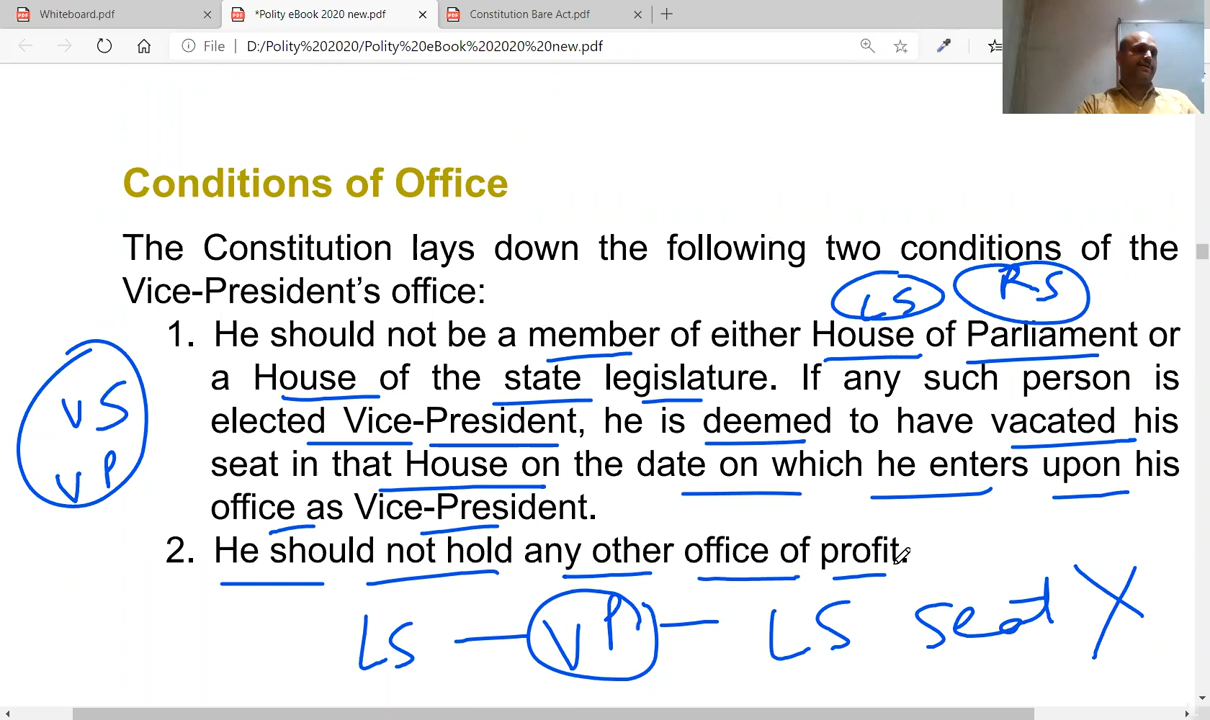 Whiteboard.pdf
*Polity eBook 2020 new.pdf
Constitution Bare Act.pdf
File
D:/Polity%202020/Polity%20eBook%202020%20new.pdf
Conditions of Office
The Constitution lays down the following two conditions of the
Vice-President's office:
LS RS
1. He should not be a member of either House of Parliament or
a House of the state legislature. If any such person is
elected Vice-President, he is deemed to have vacated his
seat in that House on the date on which he enters upon his
office as Vice-President.
VS
VP
2. He should not hold any other office of profit.
LS — VP — LS seat X